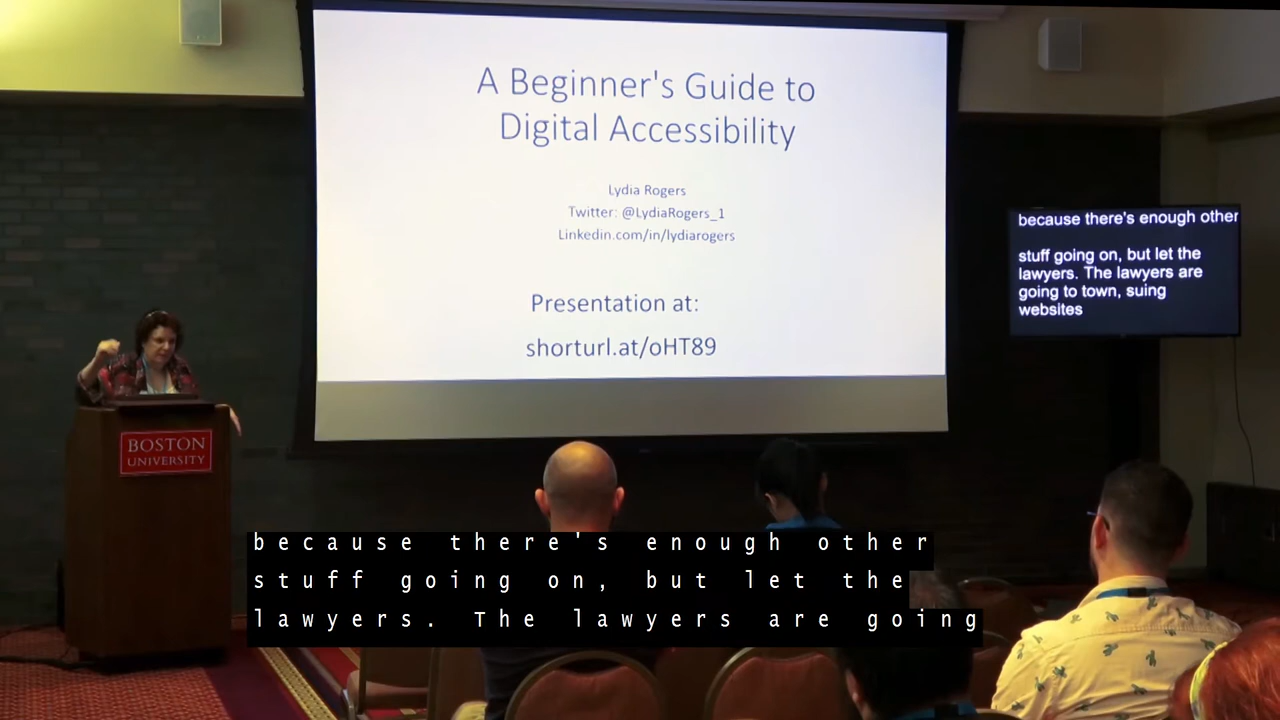 A Beginner's Guide to
Digital Accessibility
Lydia Rogers
Twitter: @LydiaRogers_1
Linkedin.com/in/lydiarogers
Presentation at:
shorturl.at/oHT89
because there's enough other
stuff going on, but let the
lawyers. The lawyers are
going to town, suing
websites
BOSTON
UNIVERSITY
because there's enough other
stuff going on, but let the
lawyers. The lawyers are going